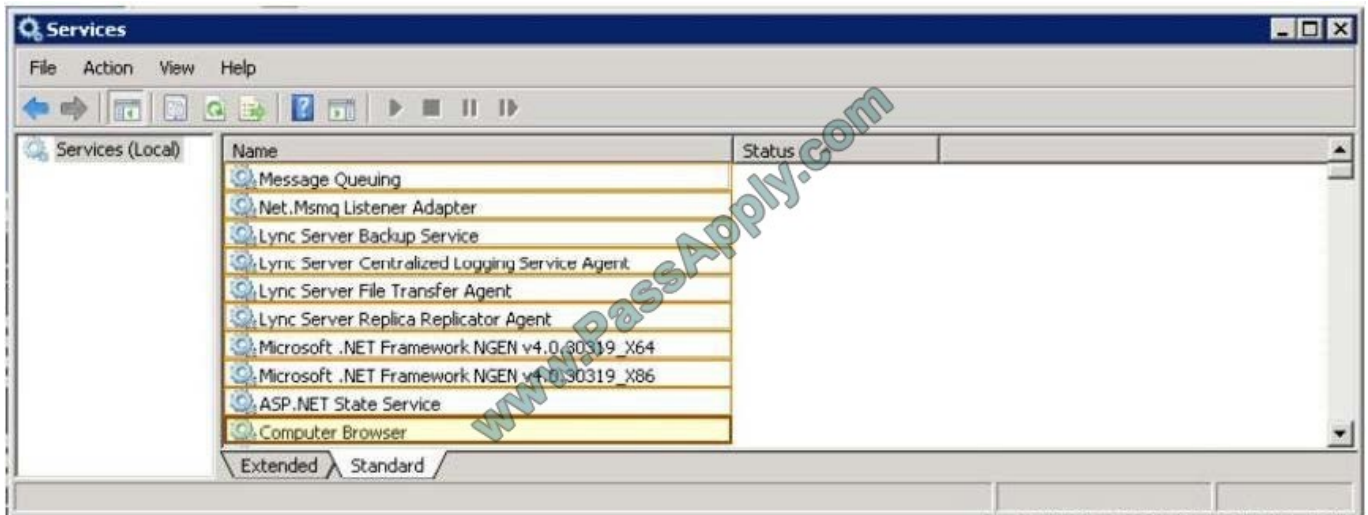 Services
File Action View Help
Services (Local)
Name Status
Message Queuing
Net.Msmq Listener Adapter
Lync Server Backup Service
Lync Server Centralized Logging Service Agent
Lync Server File Transfer Agent
Lync Server Replica Replicator Agent
Microsoft .NET Framework NGEN v4.0.30319_X64
Microsoft .NET Framework NGEN v4.0.30319_X86
ASP.NET State Service
Computer Browser
Extended Standard
www.PassApply.com